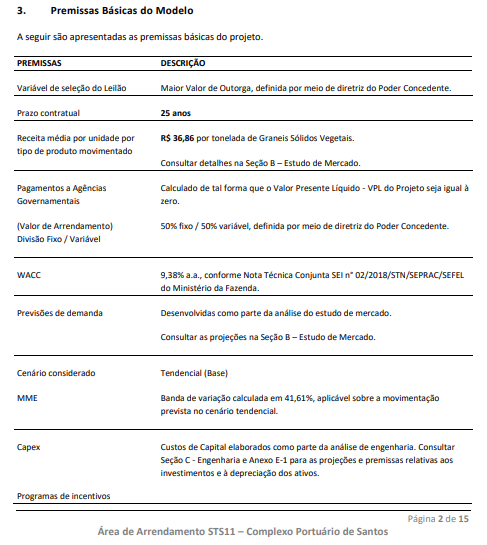 3. Premissas Básicas do Modelo
A seguir são apresentadas as premissas básicas do projeto.
PREMISSAS DESCRIÇÃO
Variável de seleção do Leilão Maior Valor de Outorga, definida por meio de diretriz do Poder Concedente.
Prazo contratual 25 anos
Receita média por unidade por R$ 36,86 por tonelada de Graneis Sólidos Vegetais.
tipo de produto movimentado
Consultar detalhes na Seção B – Estudo de Mercado.
Pagamentos a Agências Calculado de tal forma que o Valor Presente Líquido - VPL do Projeto seja igual à
Governamentais zero.
(Valor de Arrendamento) 50% fixo / 50% variável, definida por meio de diretriz do Poder Concedente.
Divisão Fixo / Variável
WACC 9,38% a.a., conforme Nota Técnica Conjunta SEI n° 02/2018/STN/SEPRAC/SEFEL
do Ministério da Fazenda.
Previsões de demanda Desenvolvidas como parte da análise do estudo de mercado.
Consultar as projeções na Seção B – Estudo de Mercado.
Cenário considerado Tendencial (Base)
MME Banda de variação calculada em 41,61%, aplicável sobre a movimentação
prevista no cenário tendencial.
Capex Custos de Capital elaborados como parte da análise de engenharia. Consultar
Seção C - Engenharia e Anexo E-1 para as projeções e premissas relativas aos
investimentos e à depreciação dos ativos.
Programas de incentivos
Página 2 de 15
Área de Arrendamento STS11 – Complexo Portuário de Santos